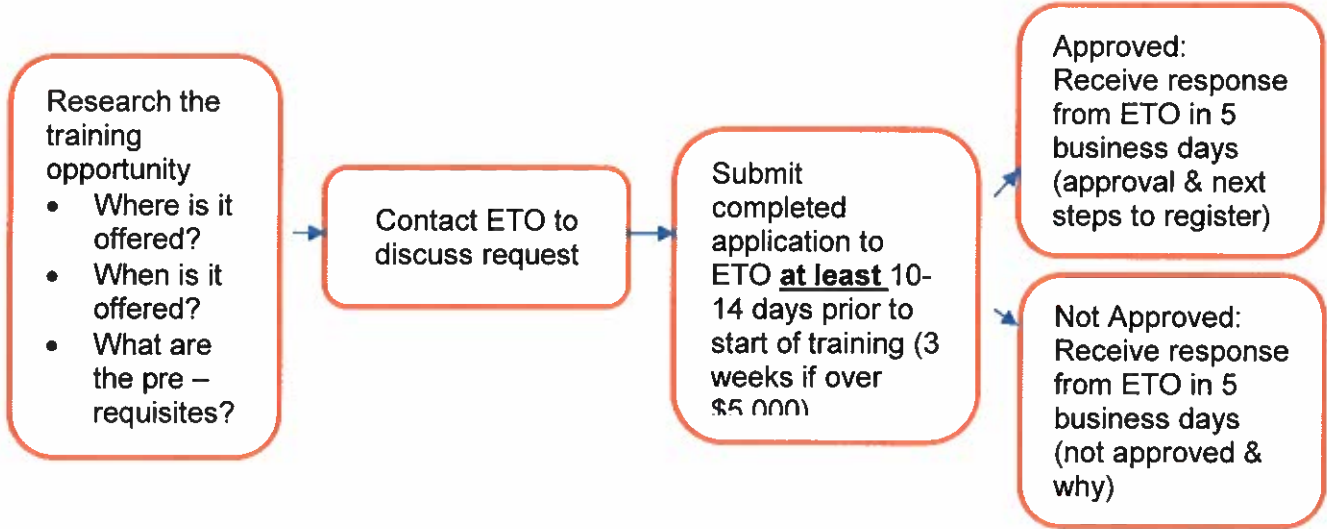 Research the
training
opportunity
• Where is it
offered?
• When is it
offered?
• What are
the pre –
requisites?
Contact ETO to
discuss request
Submit
completed
application to
ETO at least 10-
14 days prior to
start of training (3
weeks if over
$5,000)
Approved:
Receive response
from ETO in 5
business days
(approval & next
steps to register)
Not Approved:
Receive response
from ETO in 5
business days
(not approved &
why)